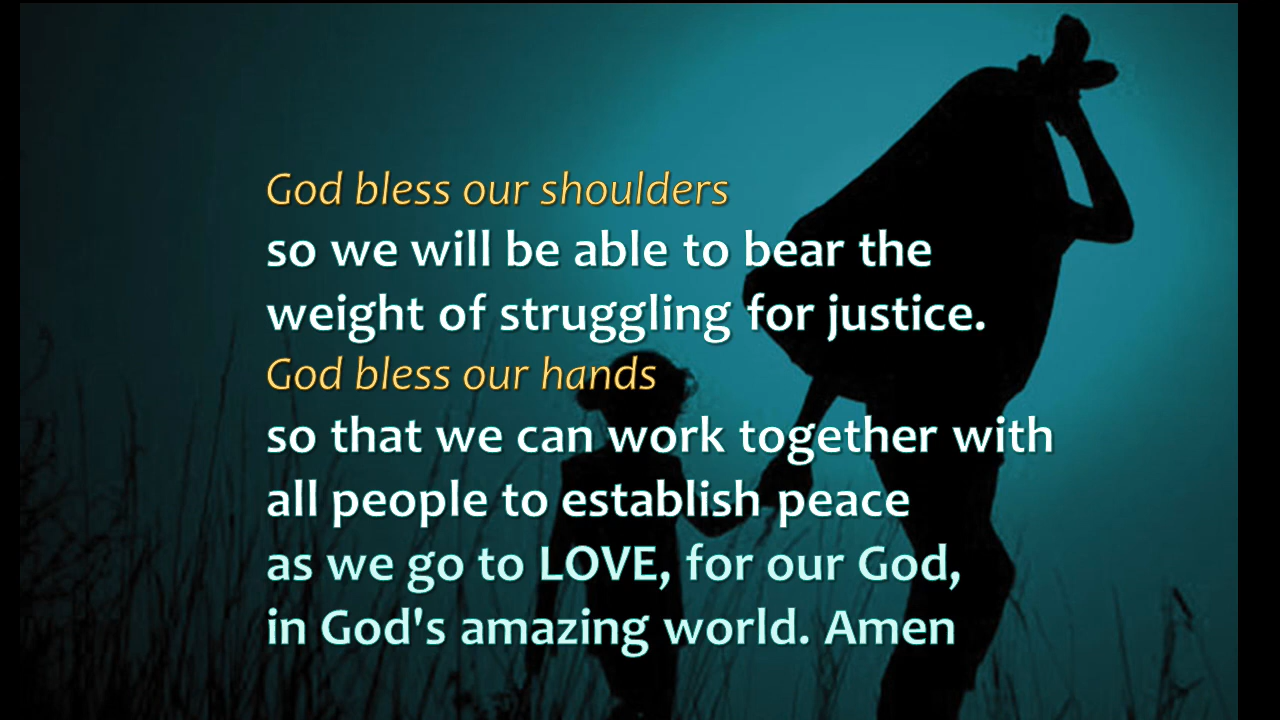 God bless our shoulders
so we will be able to bear the
weight of struggling for justice.
God bless our hands
so that we can work together with
all people to establish peace
as we go to LOVE, for our God,
in God's amazing world. Amen